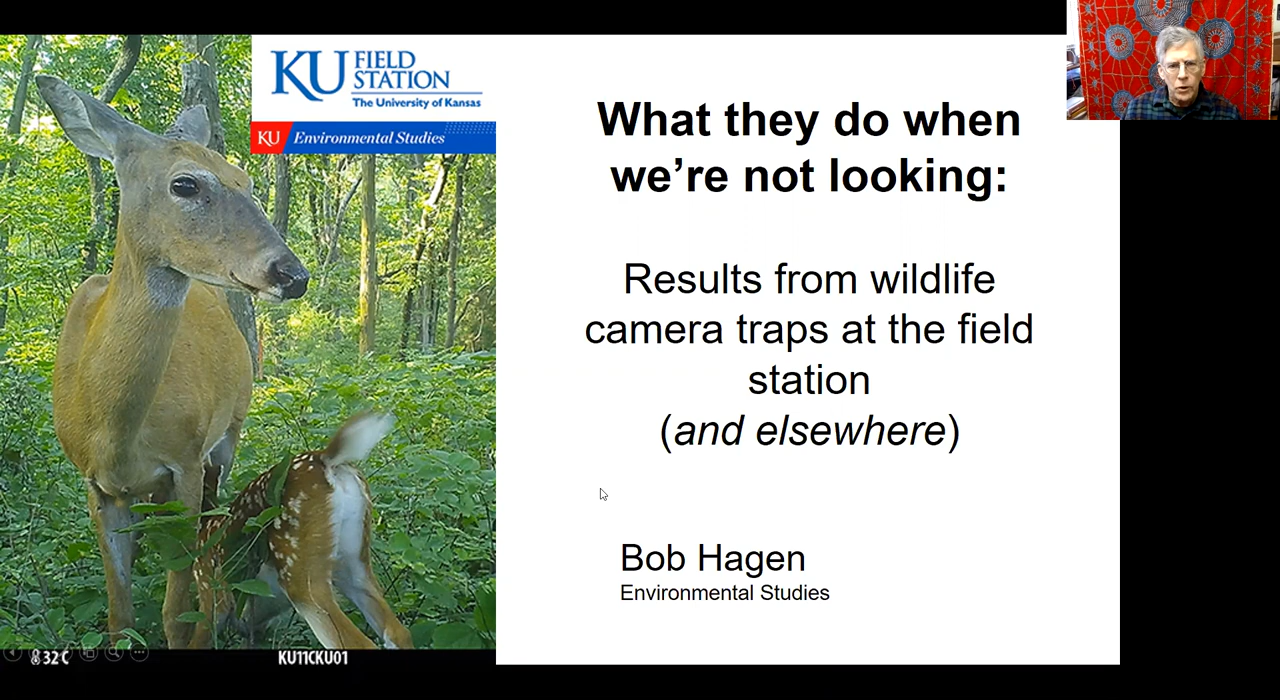 KU FIELD
STATION
The University of Kansas
KU Environmental Studies
What they do when
we're not looking:
Results from wildlife
camera traps at the field
station
(and elsewhere)
Bob Hagen
Environmental Studies
32 C
KU11CKU01